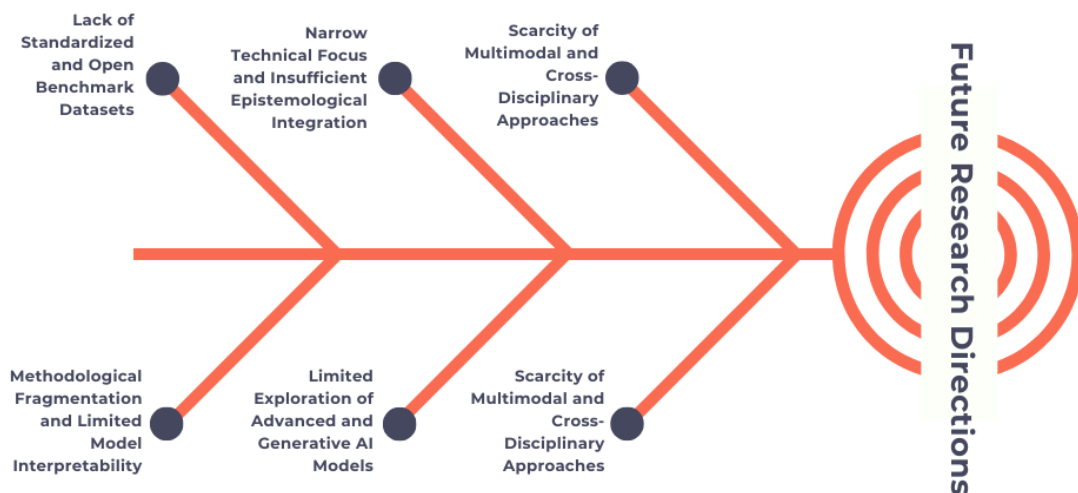 Lack of
Standardized
and Open
Benchmark
Datasets
Narrow
Technical Focus
and Insufficient
Epistemological
Integration
Scarcity of
Multimodal and
Cross-
Disciplinary
Approaches
Future Research Directions
Methodological
Fragmentation
and Limited
Model
Interpretability
Limited
Exploration of
Advanced and
Generative AI
Models
Scarcity of
Multimodal and
Cross-
Disciplinary
Approaches